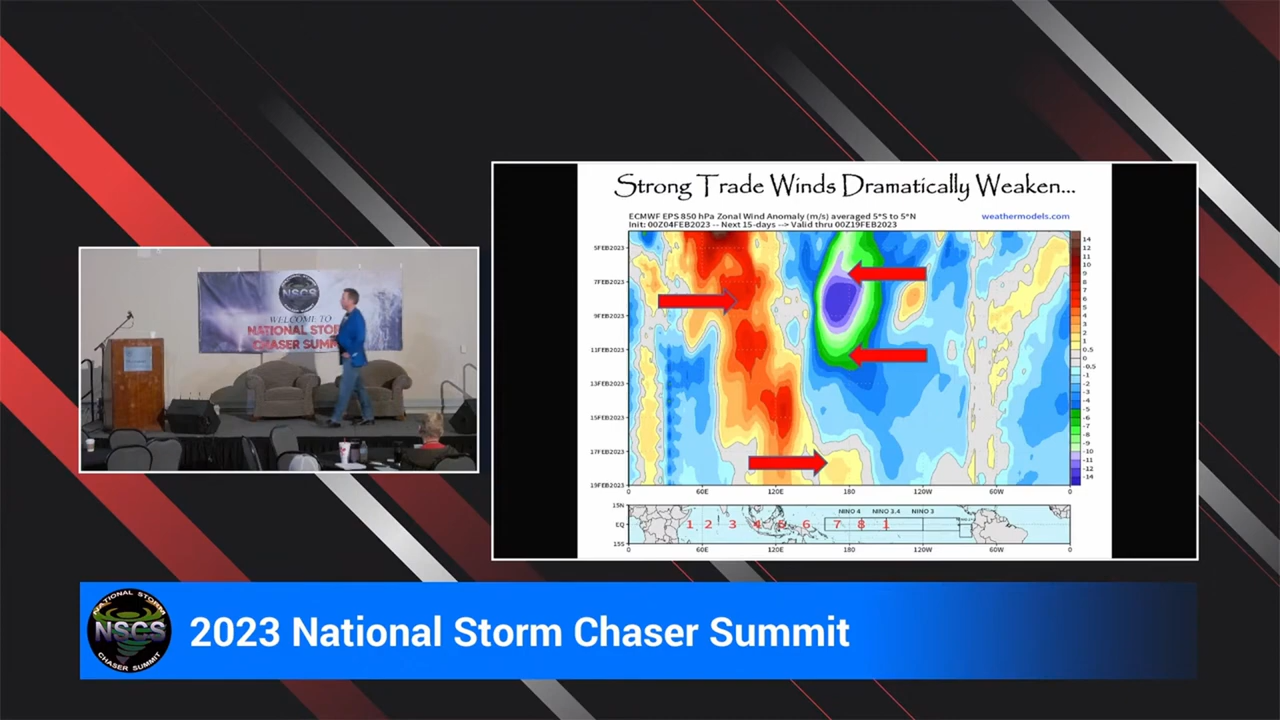 Strong Trade Winds Dramatically Weaken...
ECMWF EPS 850 hPa Zonal Wind Anomaly (m/s) averaged 5°S to 5°N
weathermodels.com
Init: 00Z04FEB2023 -- Next 15-days --> Valid thru 00Z19FEB2023
5FEB2023
7FEB2023
9FEB2023
11FEB2023
13FEB2023
15FEB2023
17FEB2023
19FEB2023
0 60E 120E 180 120W 60W 0
14
12
11
10
9
8
7
6
5
4
3
2
1
0.5
0
-0.5
-1
-2
-3
-4
-5
-6
-7
-8
-9
-10
-11
-12
-14
15N
EQ
15S
NINO 4 NINO 3.4 NINO 3
1 2 3 4 5 6 7 8 1
0 60E 120E 180 120W 60W 0
NSCS
WELCOME TO
NATIONAL STOR
CHASER SUMM
NATIONAL STORM
NSCS
CHASER SUMMIT
2023 National Storm Chaser Summit